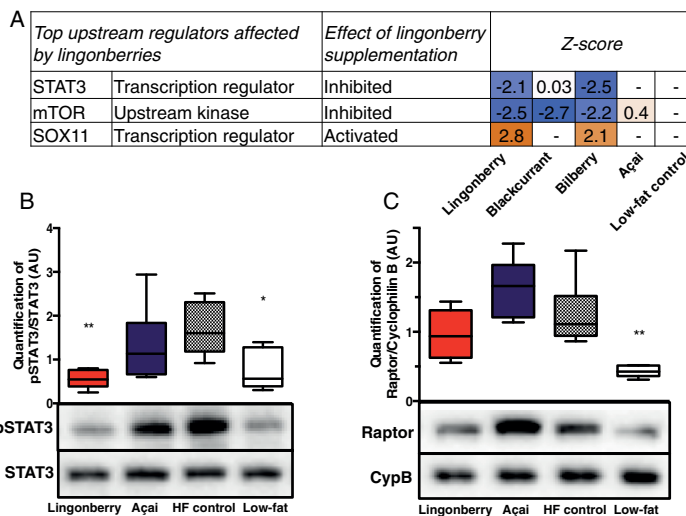 A
Top upstream regulators affected by lingonberries Effect of lingonberry supplementation Z-score
STAT3 Transcription regulator Inhibited -2.1 0.03 -2.5 - -
mTOR Upstream kinase Inhibited -2.5 -2.7 -2.2 0.4 -
SOX11 Transcription regulator Activated 2.8 - 2.1 - -
Lingonberry Blackcurrant Bilberry Açai Low-fat control
B
Quantification of
pSTAT3/STAT3 (AU)
4
3
2
1
0
**
*
pSTAT3
STAT3
Lingonberry Açai HF control Low-fat
C
Quantification of
Raptor/Cyclophilin B (AU)
2
1
0
**
Raptor
CypB
Lingonberry Açai HF control Low-fat